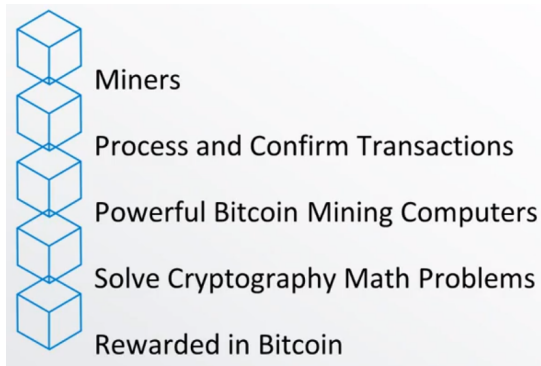 Miners
Process and Confirm Transactions
Powerful Bitcoin Mining Computers
Solve Cryptography Math Problems
Rewarded in Bitcoin